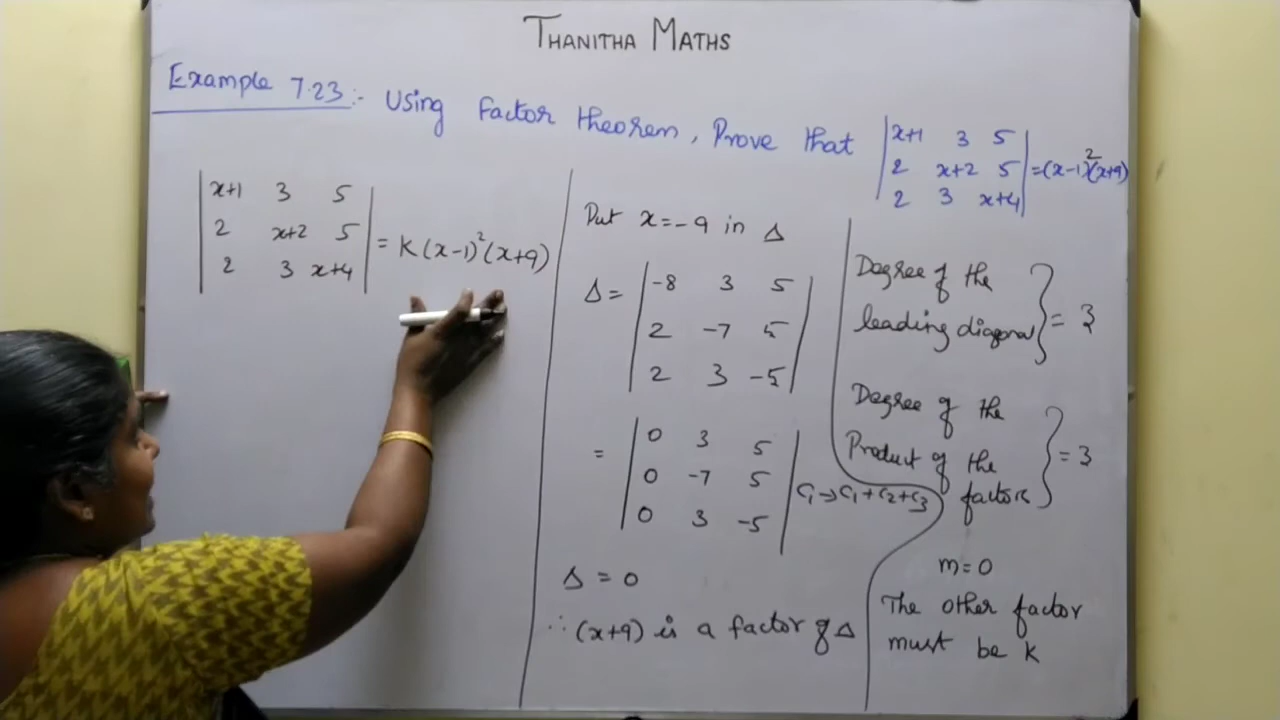 THANITHA MATHS
Example 7.23 :- Using Factor theorem, Prove that | x+1 3 5 |
| 2 x+2 5 | = (x-1)²(x+9)
| 2 3 x+4 |
| x+1 3 5 |
| 2 x+2 5 | = K(x-1)²(x+9)
| 2 3 x+4 |
Put x=-9 in Δ
Δ = | -8 3 5 |
| 2 -7 5 |
| 2 3 -5 |
= | 0 3 5 |
| 0 -7 5 |
| 0 3 -5 | C₁→C₁+C₂+C₃
Δ = 0
∴ (x+9) is a factor of Δ
Degree of the
leading diagonal } = 3
Degree of the
Product of the } = 3
factors
m=0
The other factor
must be k